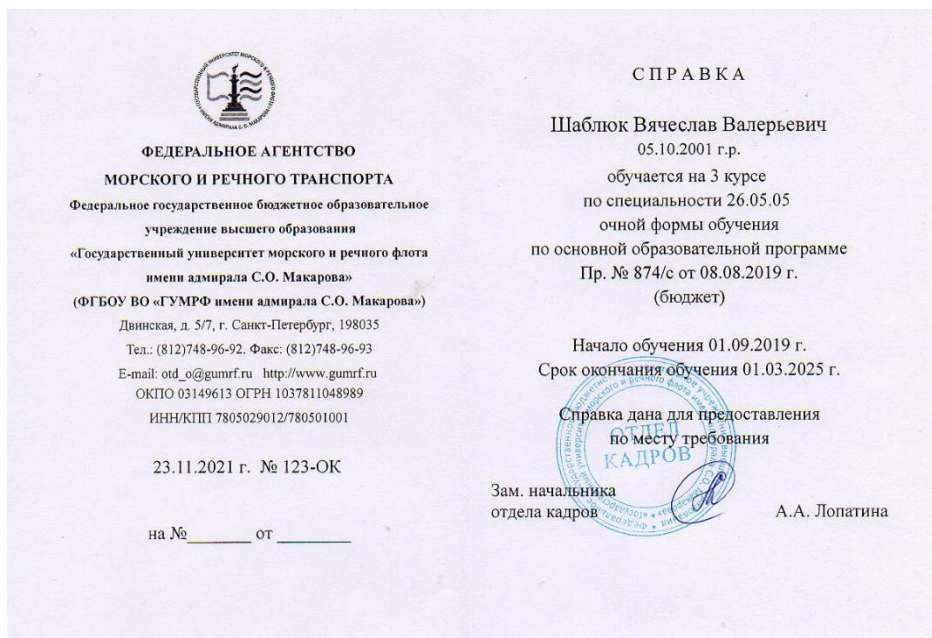 ФЕДЕРАЛЬНОЕ АГЕНТСТВО
МОРСКОГО И РЕЧНОГО ТРАНСПОРТА
Федеральное государственное бюджетное образовательное
учреждение высшего образования
«Государственный университет морского и речного флота
имени адмирала С.О. Макарова»
(ФГБОУ ВО «ГУМРФ имени адмирала С.О. Макарова»)
Двинская, д. 5/7, г. Санкт-Петербург, 198035
Тел.: (812)748-96-92. Факс: (812)748-96-93
E-mail: otd_o@gumrf.ru http://www.gumrf.ru
ОКПО 03149613 ОГРН 1037811048989
ИНН/КПП 7805029012/780501001
23.11.2021 г. № 123-ОК
на №_______ от ________
СПРАВКА
Шаблюк Вячеслав Валерьевич
05.10.2001 г.р.
обучается на 3 курсе
по специальности 26.05.05
очной формы обучения
по основной образовательной программе
Пр. № 874/с от 08.08.2019 г.
(бюджет)
Начало обучения 01.09.2019 г.
Срок окончания обучения 01.03.2025 г.
Справка дана для предоставления
по месту требования
ОТДЕЛ
КАДРОВ
Зам. начальника
отдела кадров А.А. Лопатина